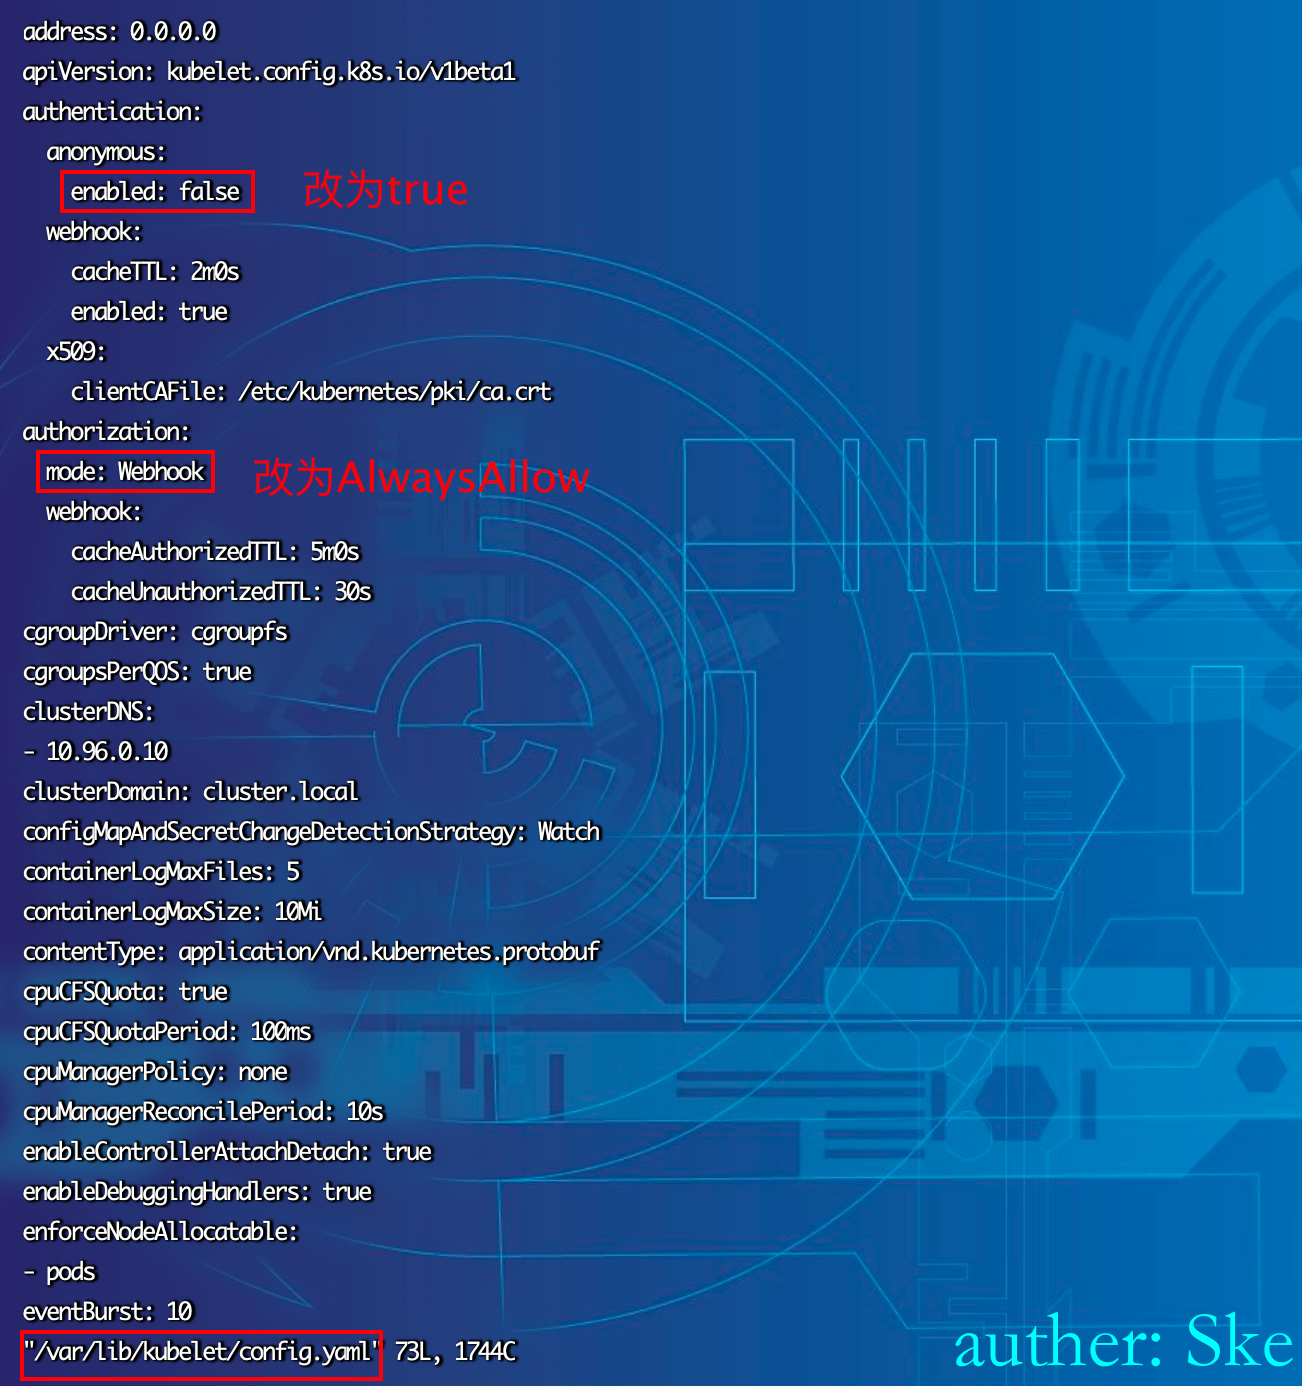 address: 0.0.0.0
apiVersion: kubelet.config.k8s.io/v1beta1
authentication:
  anonymous:
    enabled: false 改为true
  webhook:
    cacheTTL: 2m0s
    enabled: true
  x509:
    clientCAFile: /etc/kubernetes/pki/ca.crt
authorization:
  mode: Webhook 改为AlwaysAllow
  webhook:
    cacheAuthorizedTTL: 5m0s
    cacheUnauthorizedTTL: 30s
cgroupDriver: cgroupfs
cgroupsPerQOS: true
clusterDNS:
- 10.96.0.10
clusterDomain: cluster.local
configMapAndSecretChangeDetectionStrategy: Watch
containerLogMaxFiles: 5
containerLogMaxSize: 10Mi
contentType: application/vnd.kubernetes.protobuf
cpuCFSQuota: true
cpuCFSQuotaPeriod: 100ms
cpuManagerPolicy: none
cpuManagerReconcilePeriod: 10s
enableControllerAttachDetach: true
enableDebuggingHandlers: true
enforceNodeAllocatable:
- pods
eventBurst: 10
"/var/lib/kubelet/config.yaml" 73L, 1744C
auther: Ske